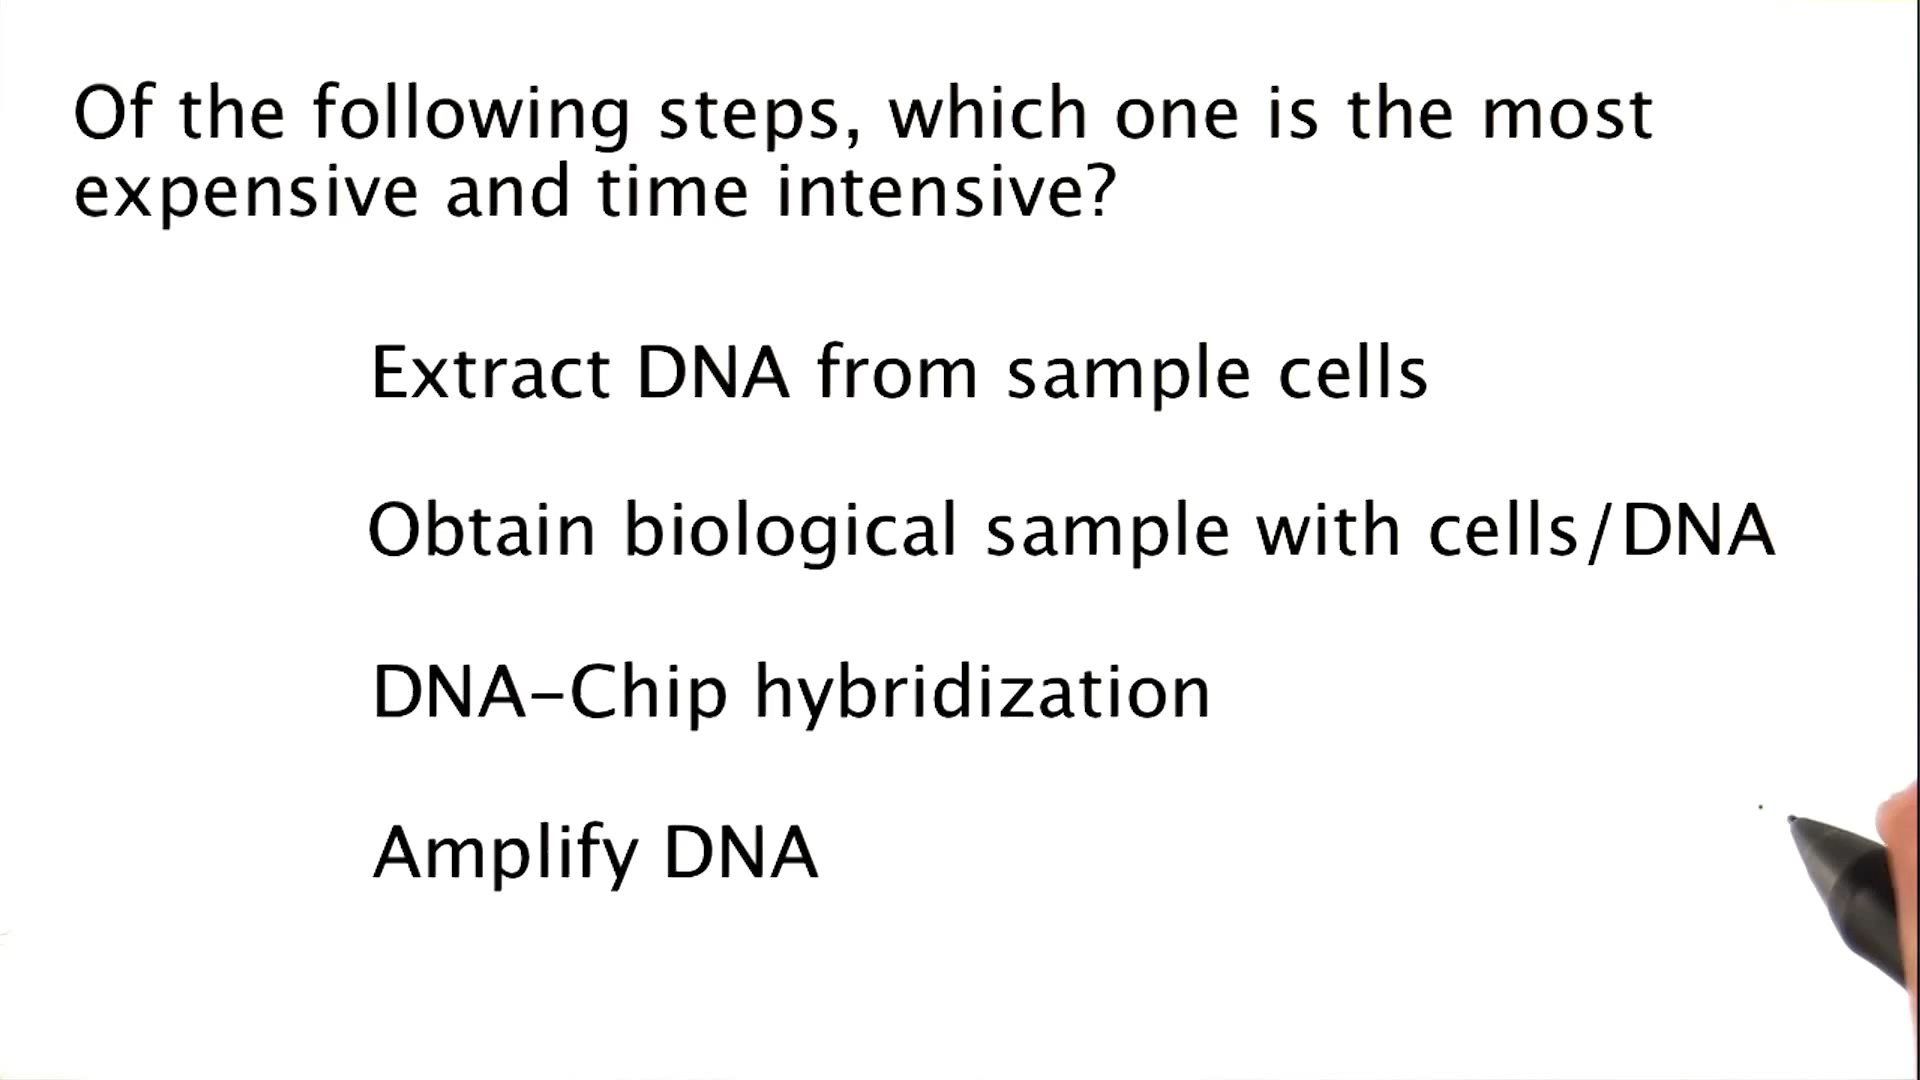 Of the following steps, which one is the most
expensive and time intensive?
Extract DNA from sample cells
Obtain biological sample with cells/DNA
DNA-Chip hybridization
Amplify DNA